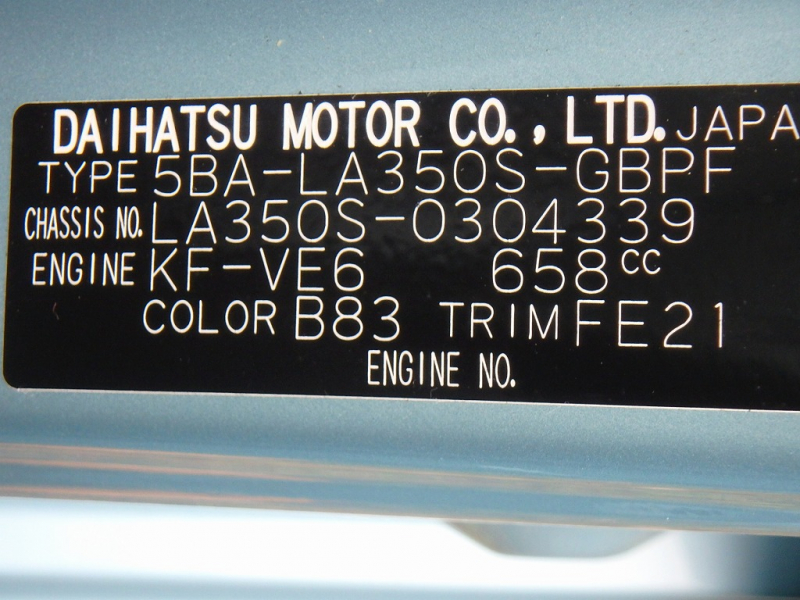 DAIHATSU MOTOR CO., LTD. JAPA
TYPE 5BA-LA350S-GBPF
CHASSIS NO. LA350S-0304339
ENGINE KF-VE6 658cc
COLOR B83 TRIM FE21
ENGINE NO.